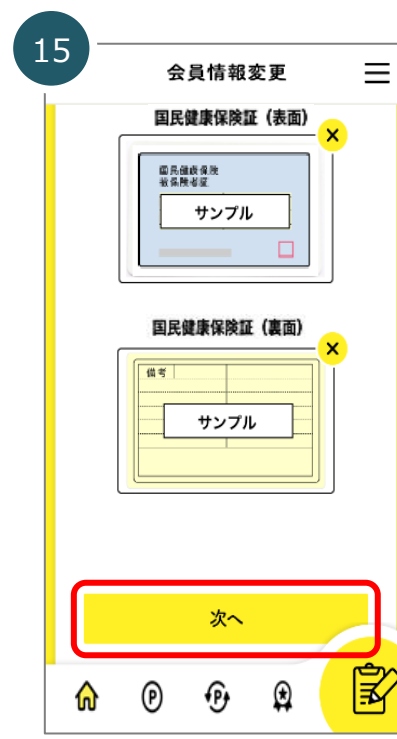 15
会員情報変更
国民健康保険証（表面）
国民健康保険
被保険者証
サンプル
国民健康保険証（裏面）
備考
サンプル
次へ
P
P